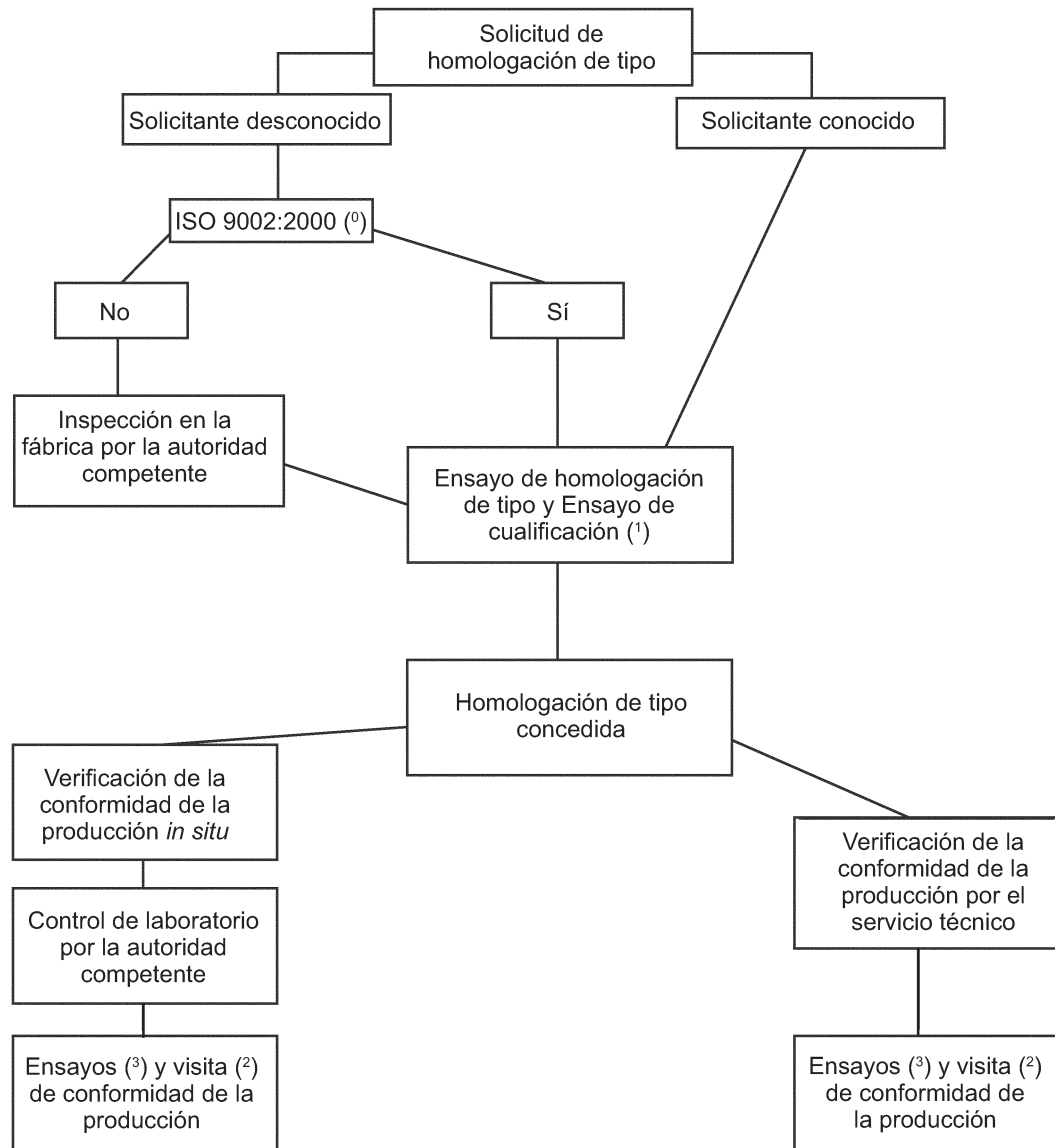 Solicitud de
homologación de tipo
Solicitante desconocido
Solicitante conocido
ISO 9002:2000 (⁰)
No
Sí
Inspección en la
fábrica por la autoridad
competente
Ensayo de homologación
de tipo y Ensayo de
cualificación (¹)
Homologación de tipo
concedida
Verificación de la
conformidad de la
producción in situ
Verificación de la
conformidad de la
producción por el
servicio técnico
Control de laboratorio
por la autoridad
competente
Ensayos (³) y visita (²)
de conformidad de la
producción
Ensayos (³) y visita (²)
de conformidad de
la producción